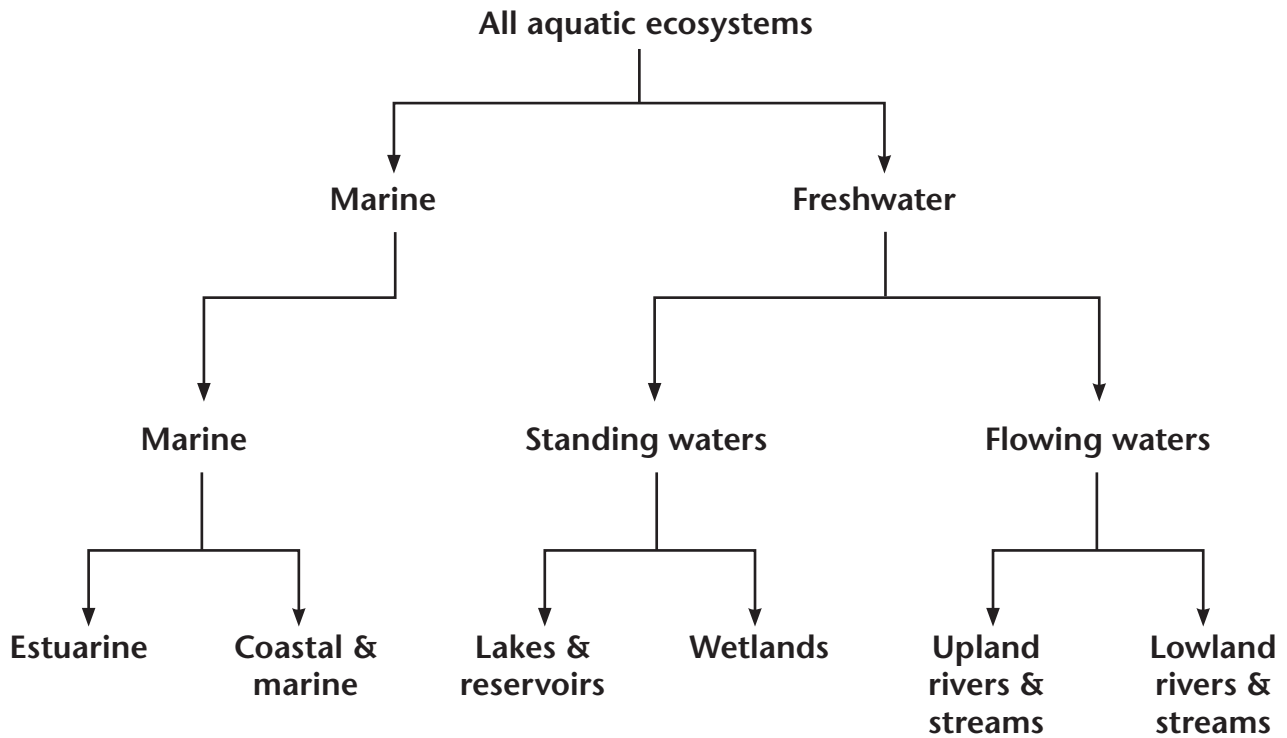 All aquatic ecosystems
Marine
Freshwater
Marine
Standing waters
Flowing waters
Estuarine
Coastal &
marine
Lakes &
reservoirs
Wetlands
Upland
rivers &
streams
Lowland
rivers &
streams